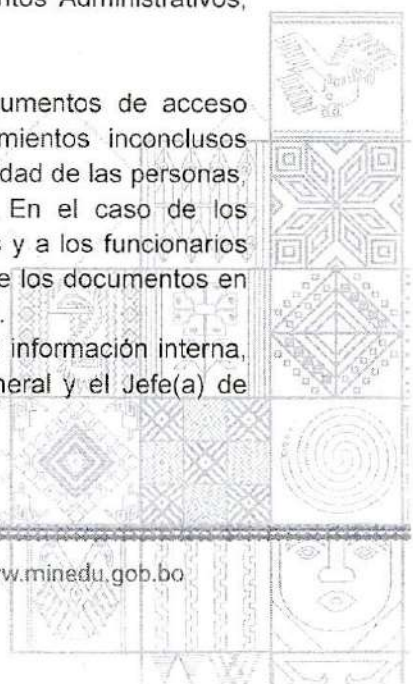 ntos Administrativos,
umentos de acceso
mientos inconclusos
dad de las personas,
En el caso de los
s y a los funcionarios
e los documentos en
.
información interna,
neral y el Jefe(a) de
w.minedu.gob.bo